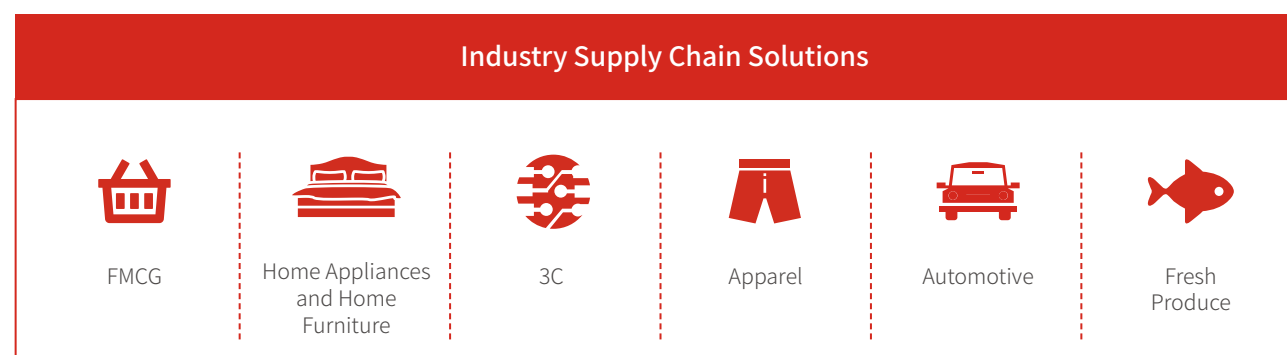 Industry Supply Chain Solutions
FMCG
Home Appliances
and Home
Furniture
3C
Apparel
Automotive
Fresh
Produce